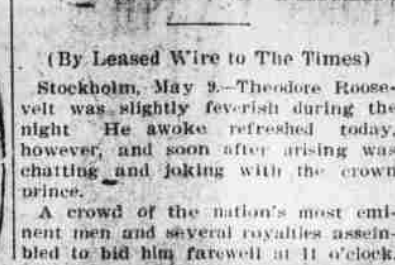 (By Leased Wire to The Times)
Stockholm, May 9.—Theodore Roose-
velt was slightly feverish during the
night He awoke refreshed today,
however, and soon after arising was
chatting and joking with the crown
prince.
A crowd of the nation's most emi-
nent men and several royalties assem-
bled to bid him farewell at 11 o'clock.